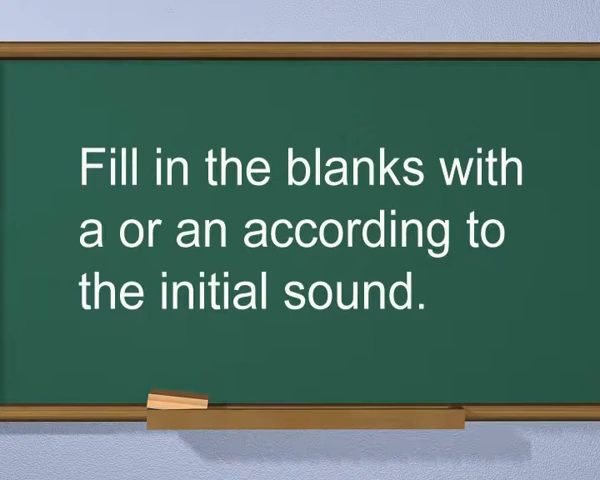 Fill in the blanks with
a or an according to
the initial sound.